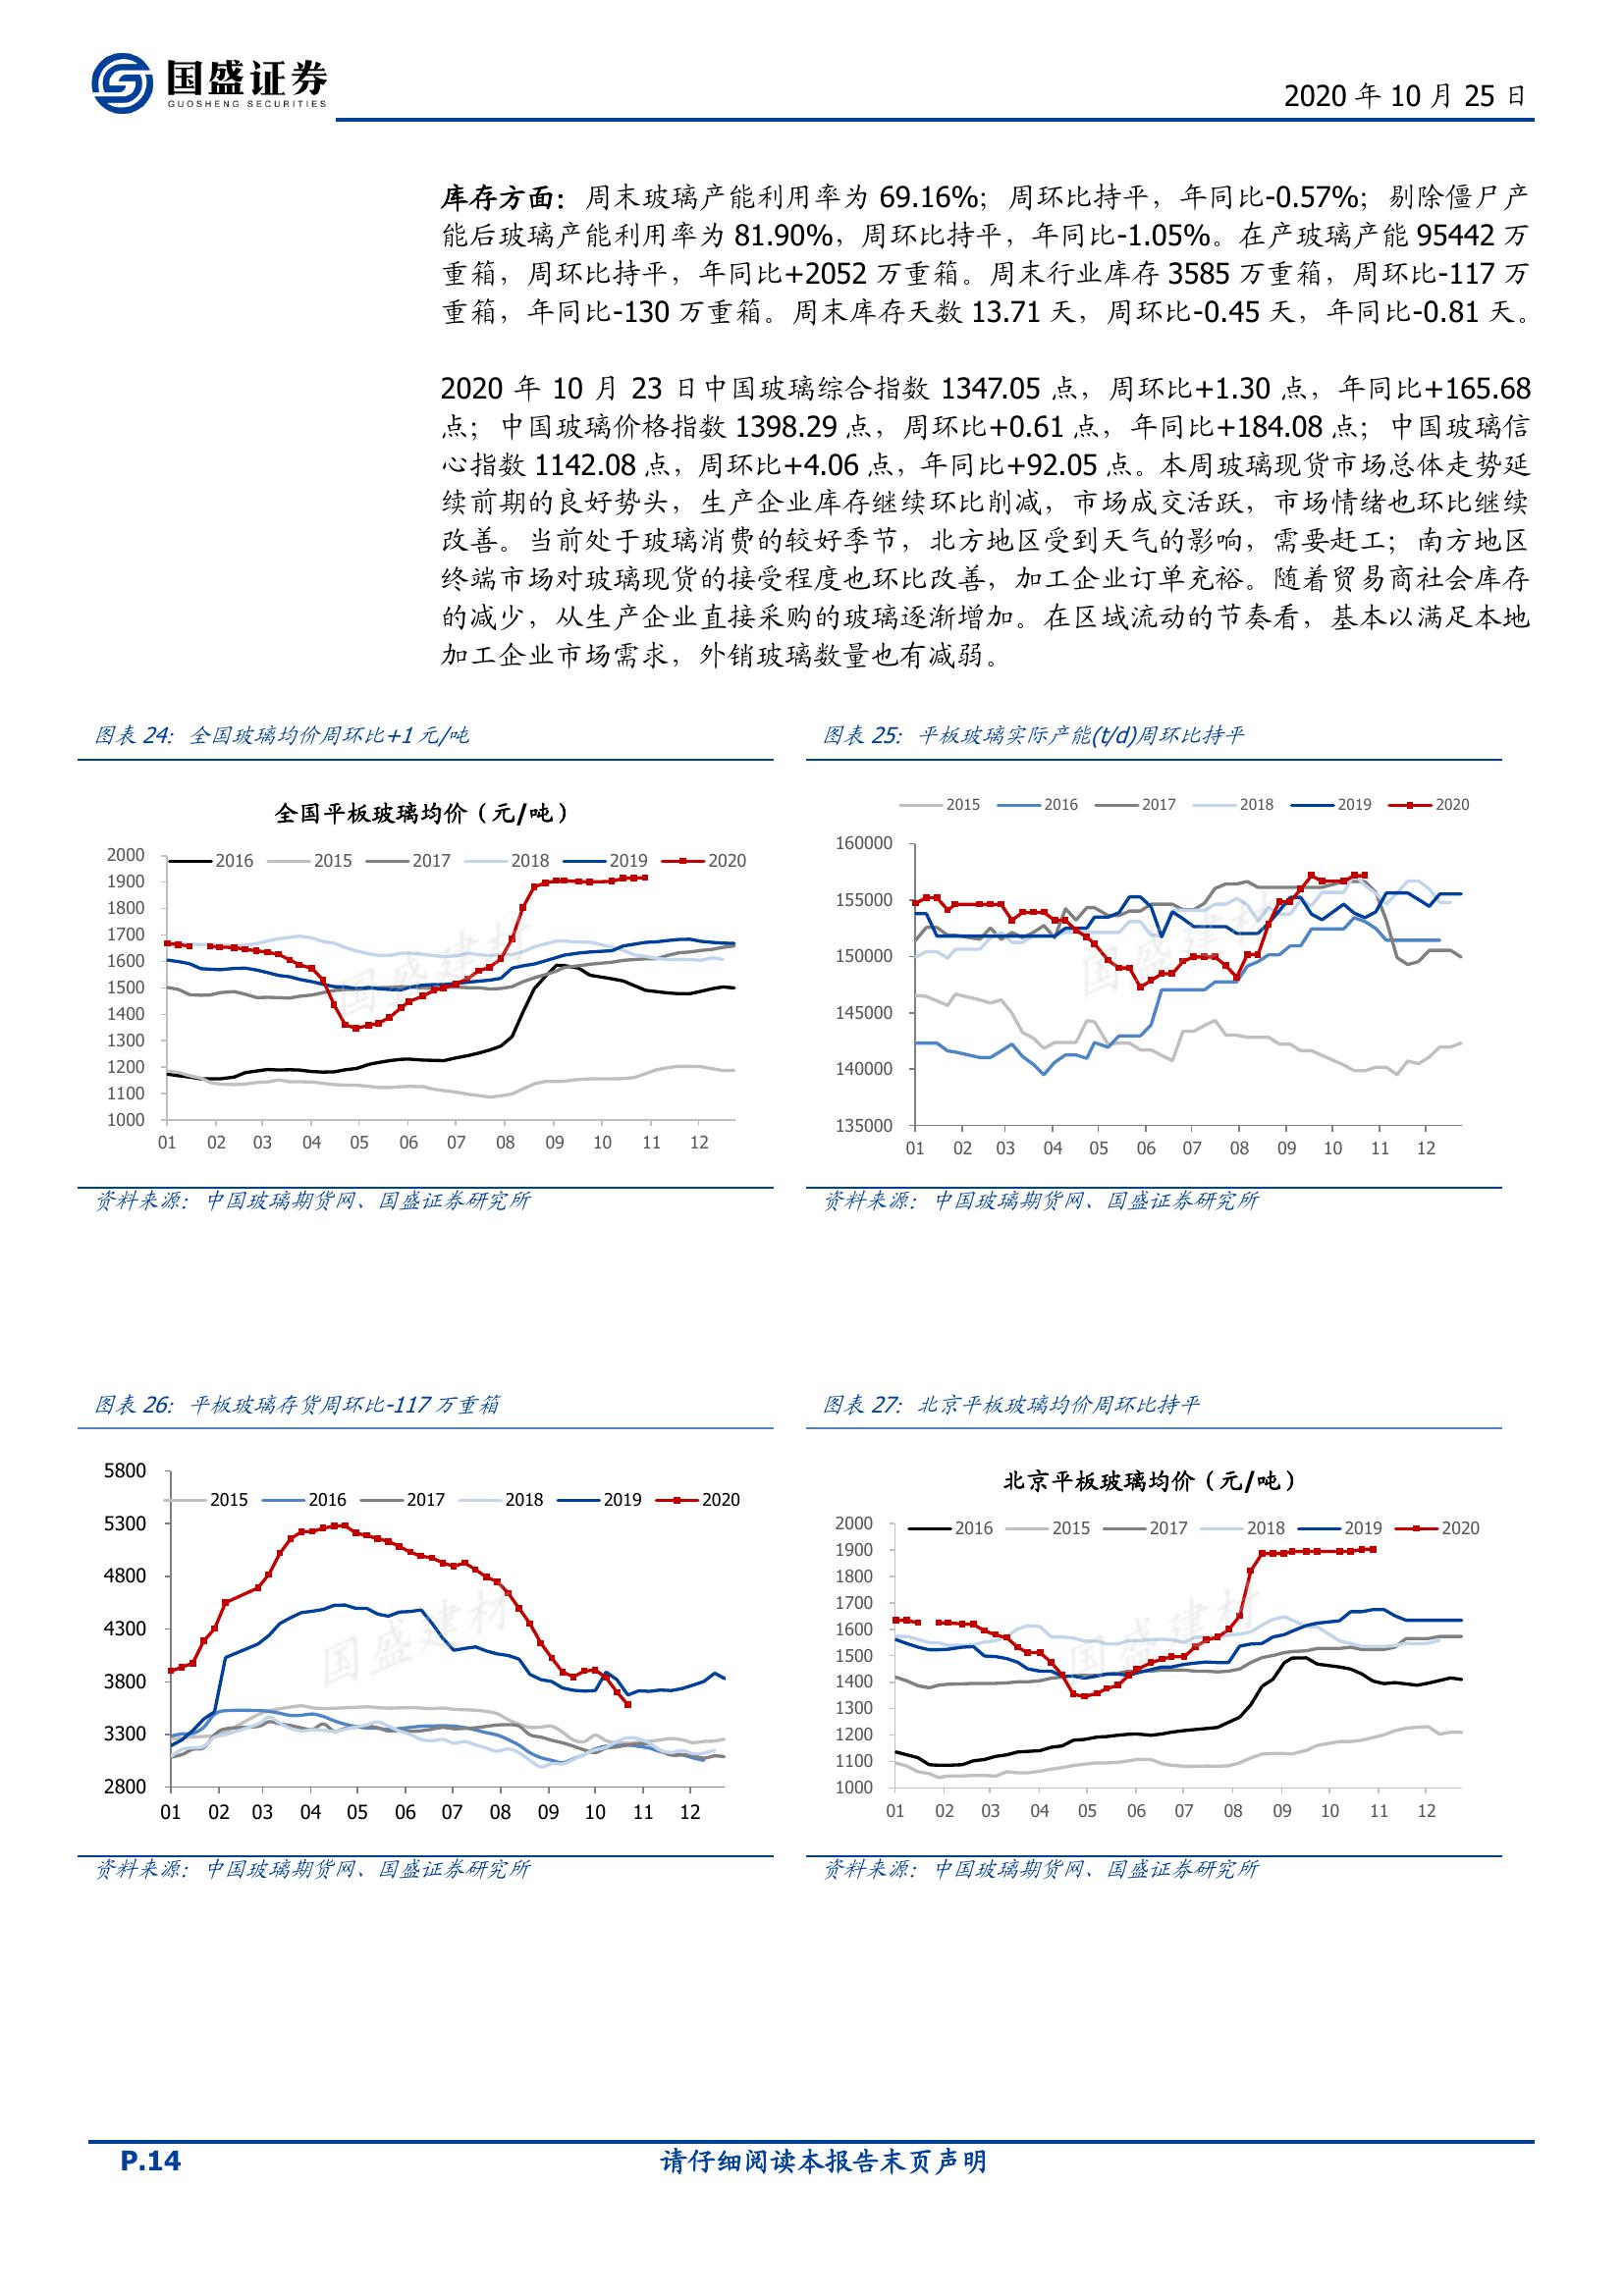 国盛证券
GUOSHENG SECURITIES
2020 年 10 月 25 日
库存方面：周末玻璃产能利用率为 69.16%；周环比持平，年同比-0.57%；剔除僵尸产
能后玻璃产能利用率为 81.90%，周环比持平，年同比-1.05%。在产玻璃产能 95442 万
重箱，周环比持平，年同比+2052 万重箱。周末行业库存 3585 万重箱，周环比-117 万
重箱，年同比-130 万重箱。周末库存天数 13.71 天，周环比-0.45 天，年同比-0.81 天。
2020 年 10 月 23 日中国玻璃综合指数 1347.05 点，周环比+1.30 点，年同比+165.68
点；中国玻璃价格指数 1398.29 点，周环比+0.61 点，年同比+184.08 点；中国玻璃信
心指数 1142.08 点，周环比+4.06 点，年同比+92.05 点。本周玻璃现货市场总体走势延
续前期的良好势头，生产企业库存继续环比削减，市场成交活跃，市场情绪也环比继续
改善。当前处于玻璃消费的较好季节，北方地区受到天气的影响，需要赶工；南方地区
终端市场对玻璃现货的接受程度也环比改善，加工企业订单充裕。随着贸易商社会库存
的减少，从生产企业直接采购的玻璃逐渐增加。在区域流动的节奏看，基本以满足本地
加工企业市场需求，外销玻璃数量也有减弱。
图表 24：全国玻璃均价周环比+1 元/吨
全国平板玻璃均价（元/吨）
2016 2015 2017 2018 2019 2020
2000
1900
1800
1700
1600
1500
1400
1300
1200
1100
1000
01 02 03 04 05 06 07 08 09 10 11 12
国盛建材
资料来源：中国玻璃期货网、国盛证券研究所
图表 25：平板玻璃实际产能(t/d)周环比持平
2015 2016 2017 2018 2019 2020
160000
155000
150000
145000
140000
135000
01 02 03 04 05 06 07 08 09 10 11 12
国盛建材
资料来源：中国玻璃期货网、国盛证券研究所
图表 26：平板玻璃存货周环比-117 万重箱
2015 2016 2017 2018 2019 2020
5800
5300
4800
4300
3800
3300
2800
01 02 03 04 05 06 07 08 09 10 11 12
国盛建材
资料来源：中国玻璃期货网、国盛证券研究所
图表 27：北京平板玻璃均价周环比持平
北京平板玻璃均价（元/吨）
2016 2015 2017 2018 2019 2020
2000
1900
1800
1700
1600
1500
1400
1300
1200
1100
1000
01 02 03 04 05 06 07 08 09 10 11 12
国盛建材
资料来源：中国玻璃期货网、国盛证券研究所
P.14
请仔细阅读本报告末页声明